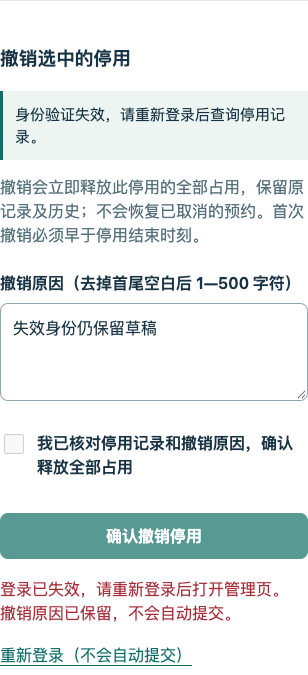 撤销选中的停用
身份验证失效，请重新登录后查询停用记
录。
撤销会立即释放此停用的全部占用，保留原
记录及历史；不会恢复已取消的预约。首次
撤销必须早于停用结束时刻。
撤销原因（去掉首尾空白后 1—500 字符）
失效身份仍保留草稿
我已核对停用记录和撤销原因，确认
释放全部占用
确认撤销停用
登录已失效，请重新登录后打开管理页。
撤销原因已保留，不会自动提交。
重新登录（不会自动提交）